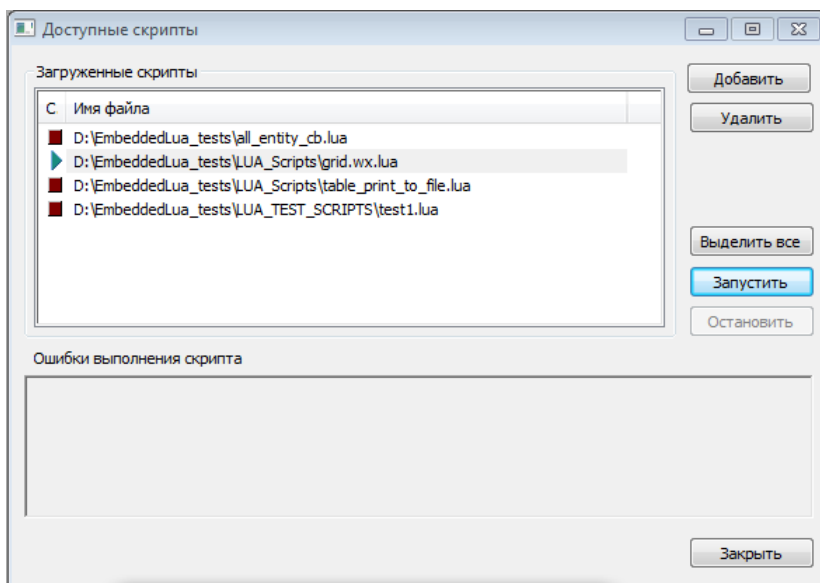 Доступные скрипты
Загруженные скрипты
С Имя файла
D:\EmbeddedLua_tests\all_entity_cb.lua
D:\EmbeddedLua_tests\LUA_Scripts\grid.wx.lua
D:\EmbeddedLua_tests\LUA_Scripts\table_print_to_file.lua
D:\EmbeddedLua_tests\LUA_TEST_SCRIPTS\test1.lua
Добавить
Удалить
Выделить все
Запустить
Остановить
Ошибки выполнения скрипта
Закрыть